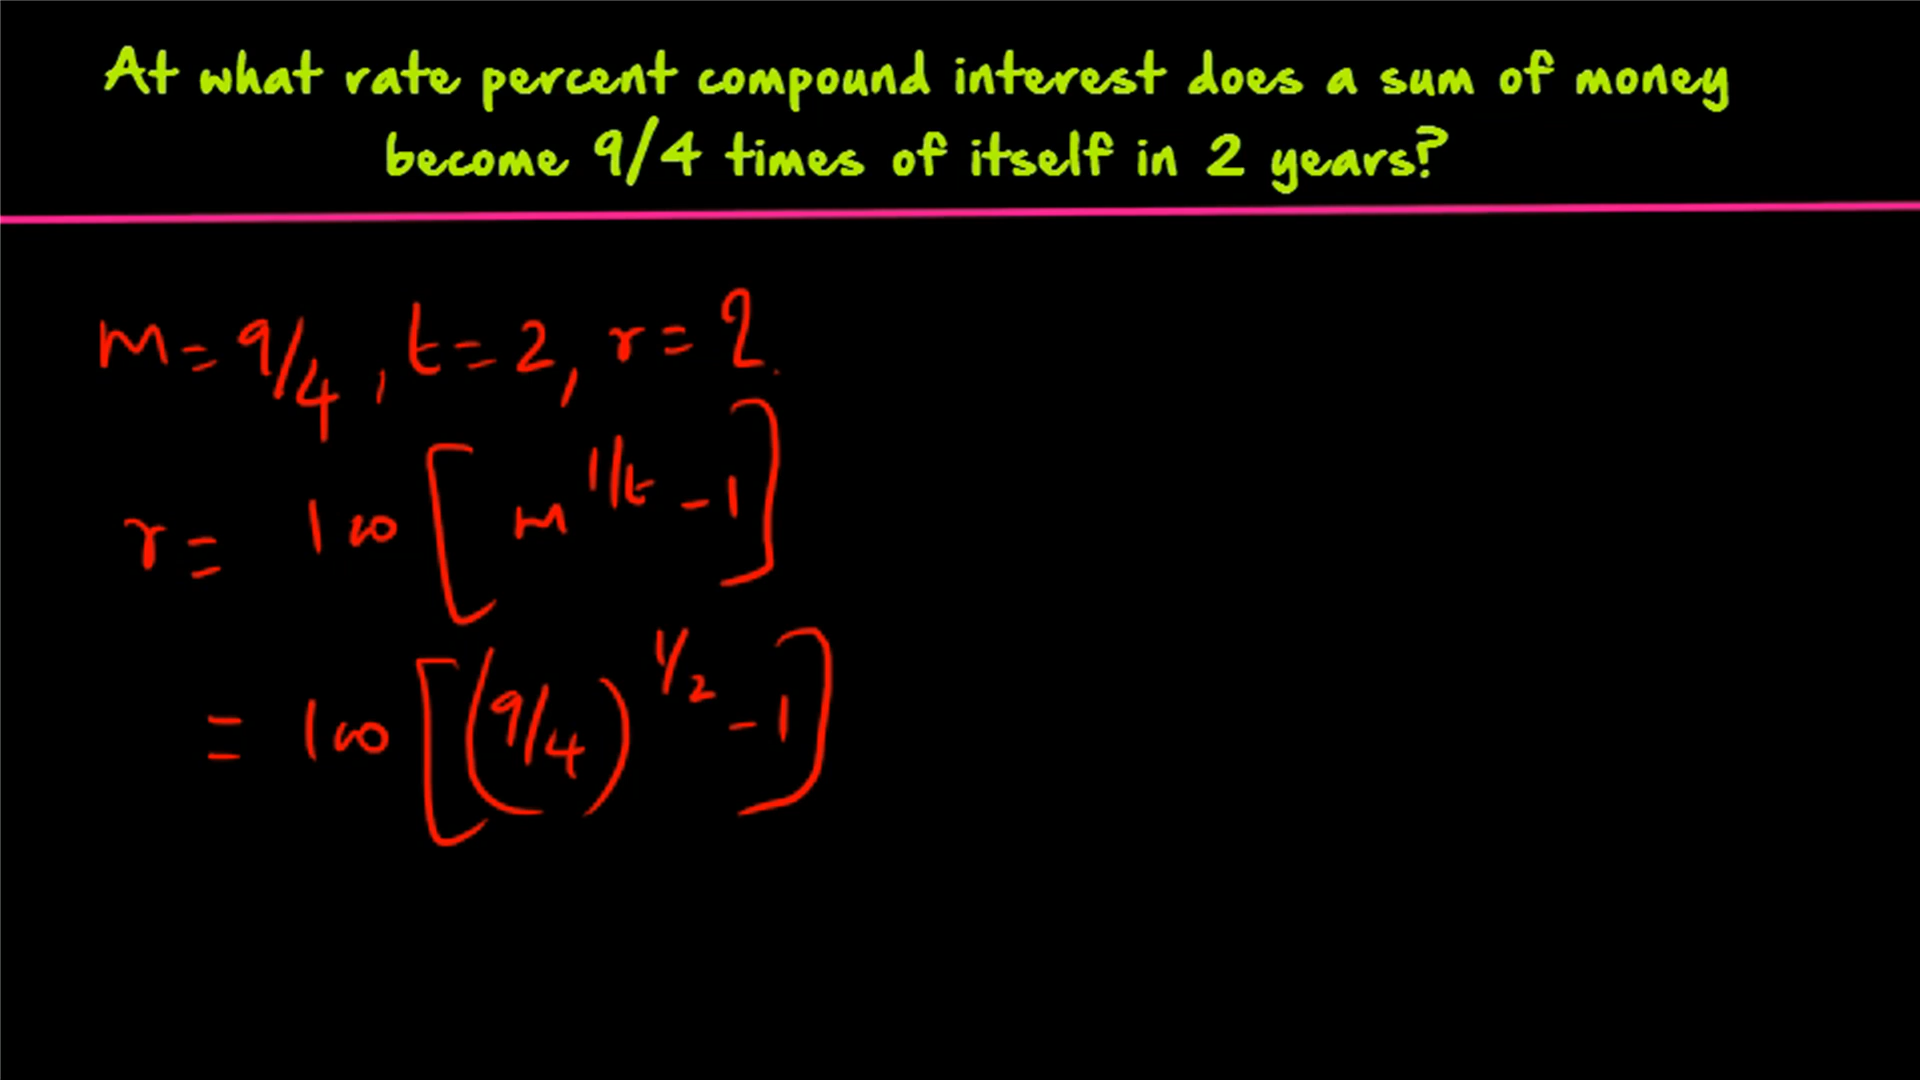 At what rate percent compound interest does a sum of money
become 9/4 times of itself in 2 years?
m = 9/4, t = 2, r = ?
r = 100 [ m^1/t - 1 ]
= 100 [ (9/4)^1/2 - 1 ]